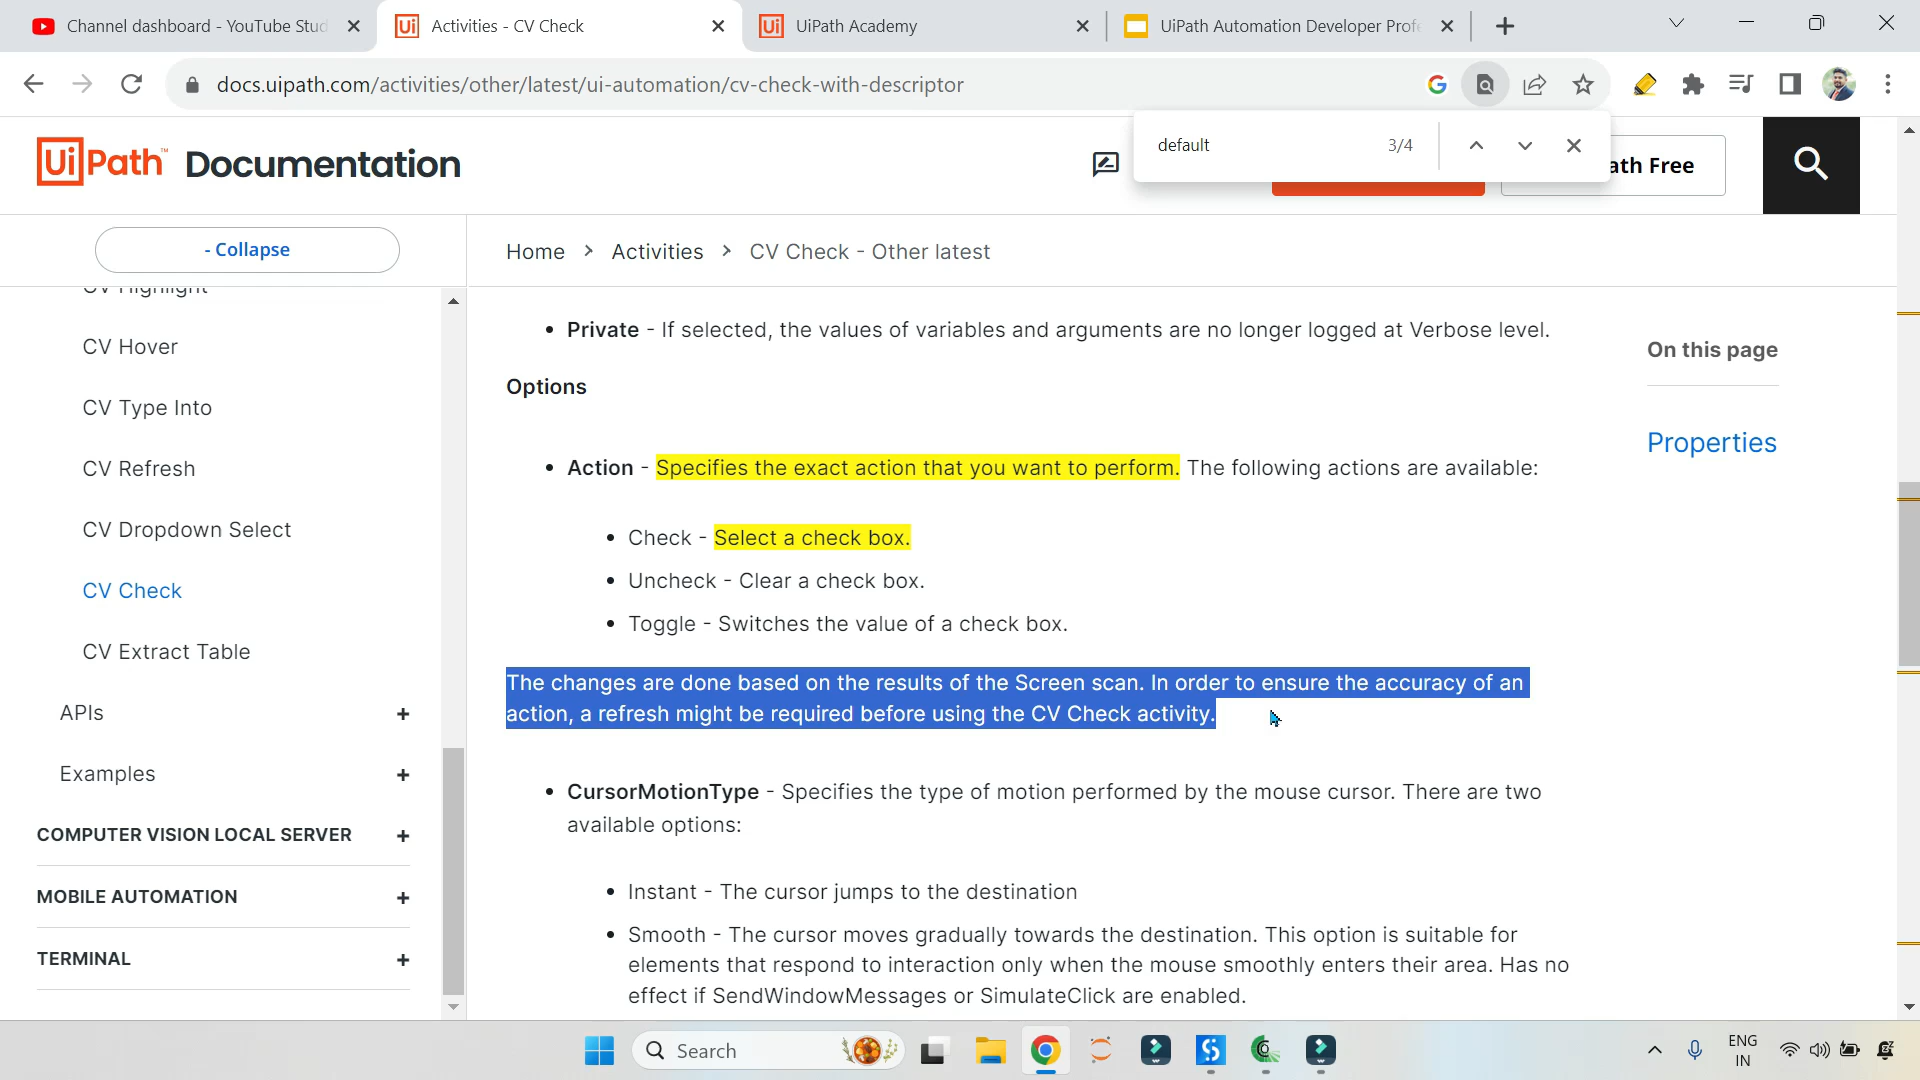 Channel dashboard - YouTube Stud
Activities - CV Check
UiPath Academy
UiPath Automation Developer Profe
docs.uipath.com/activities/other/latest/ui-automation/cv-check-with-descriptor
default
3/4
UiPath™ Documentation
ath Free
- Collapse
Home > Activities > CV Check - Other latest
CV Highlight
CV Hover
CV Type Into
CV Refresh
CV Dropdown Select
CV Check
CV Extract Table
APIs +
Examples +
COMPUTER VISION LOCAL SERVER +
MOBILE AUTOMATION +
TERMINAL +
• Private - If selected, the values of variables and arguments are no longer logged at Verbose level.
Options
• Action - Specifies the exact action that you want to perform. The following actions are available:
• Check - Select a check box.
• Uncheck - Clear a check box.
• Toggle - Switches the value of a check box.
The changes are done based on the results of the Screen scan. In order to ensure the accuracy of an
action, a refresh might be required before using the CV Check activity.
• CursorMotionType - Specifies the type of motion performed by the mouse cursor. There are two
available options:
• Instant - The cursor jumps to the destination
• Smooth - The cursor moves gradually towards the destination. This option is suitable for
elements that respond to interaction only when the mouse smoothly enters their area. Has no
effect if SendWindowMessages or SimulateClick are enabled.
On this page
Properties
Search
ENG
IN